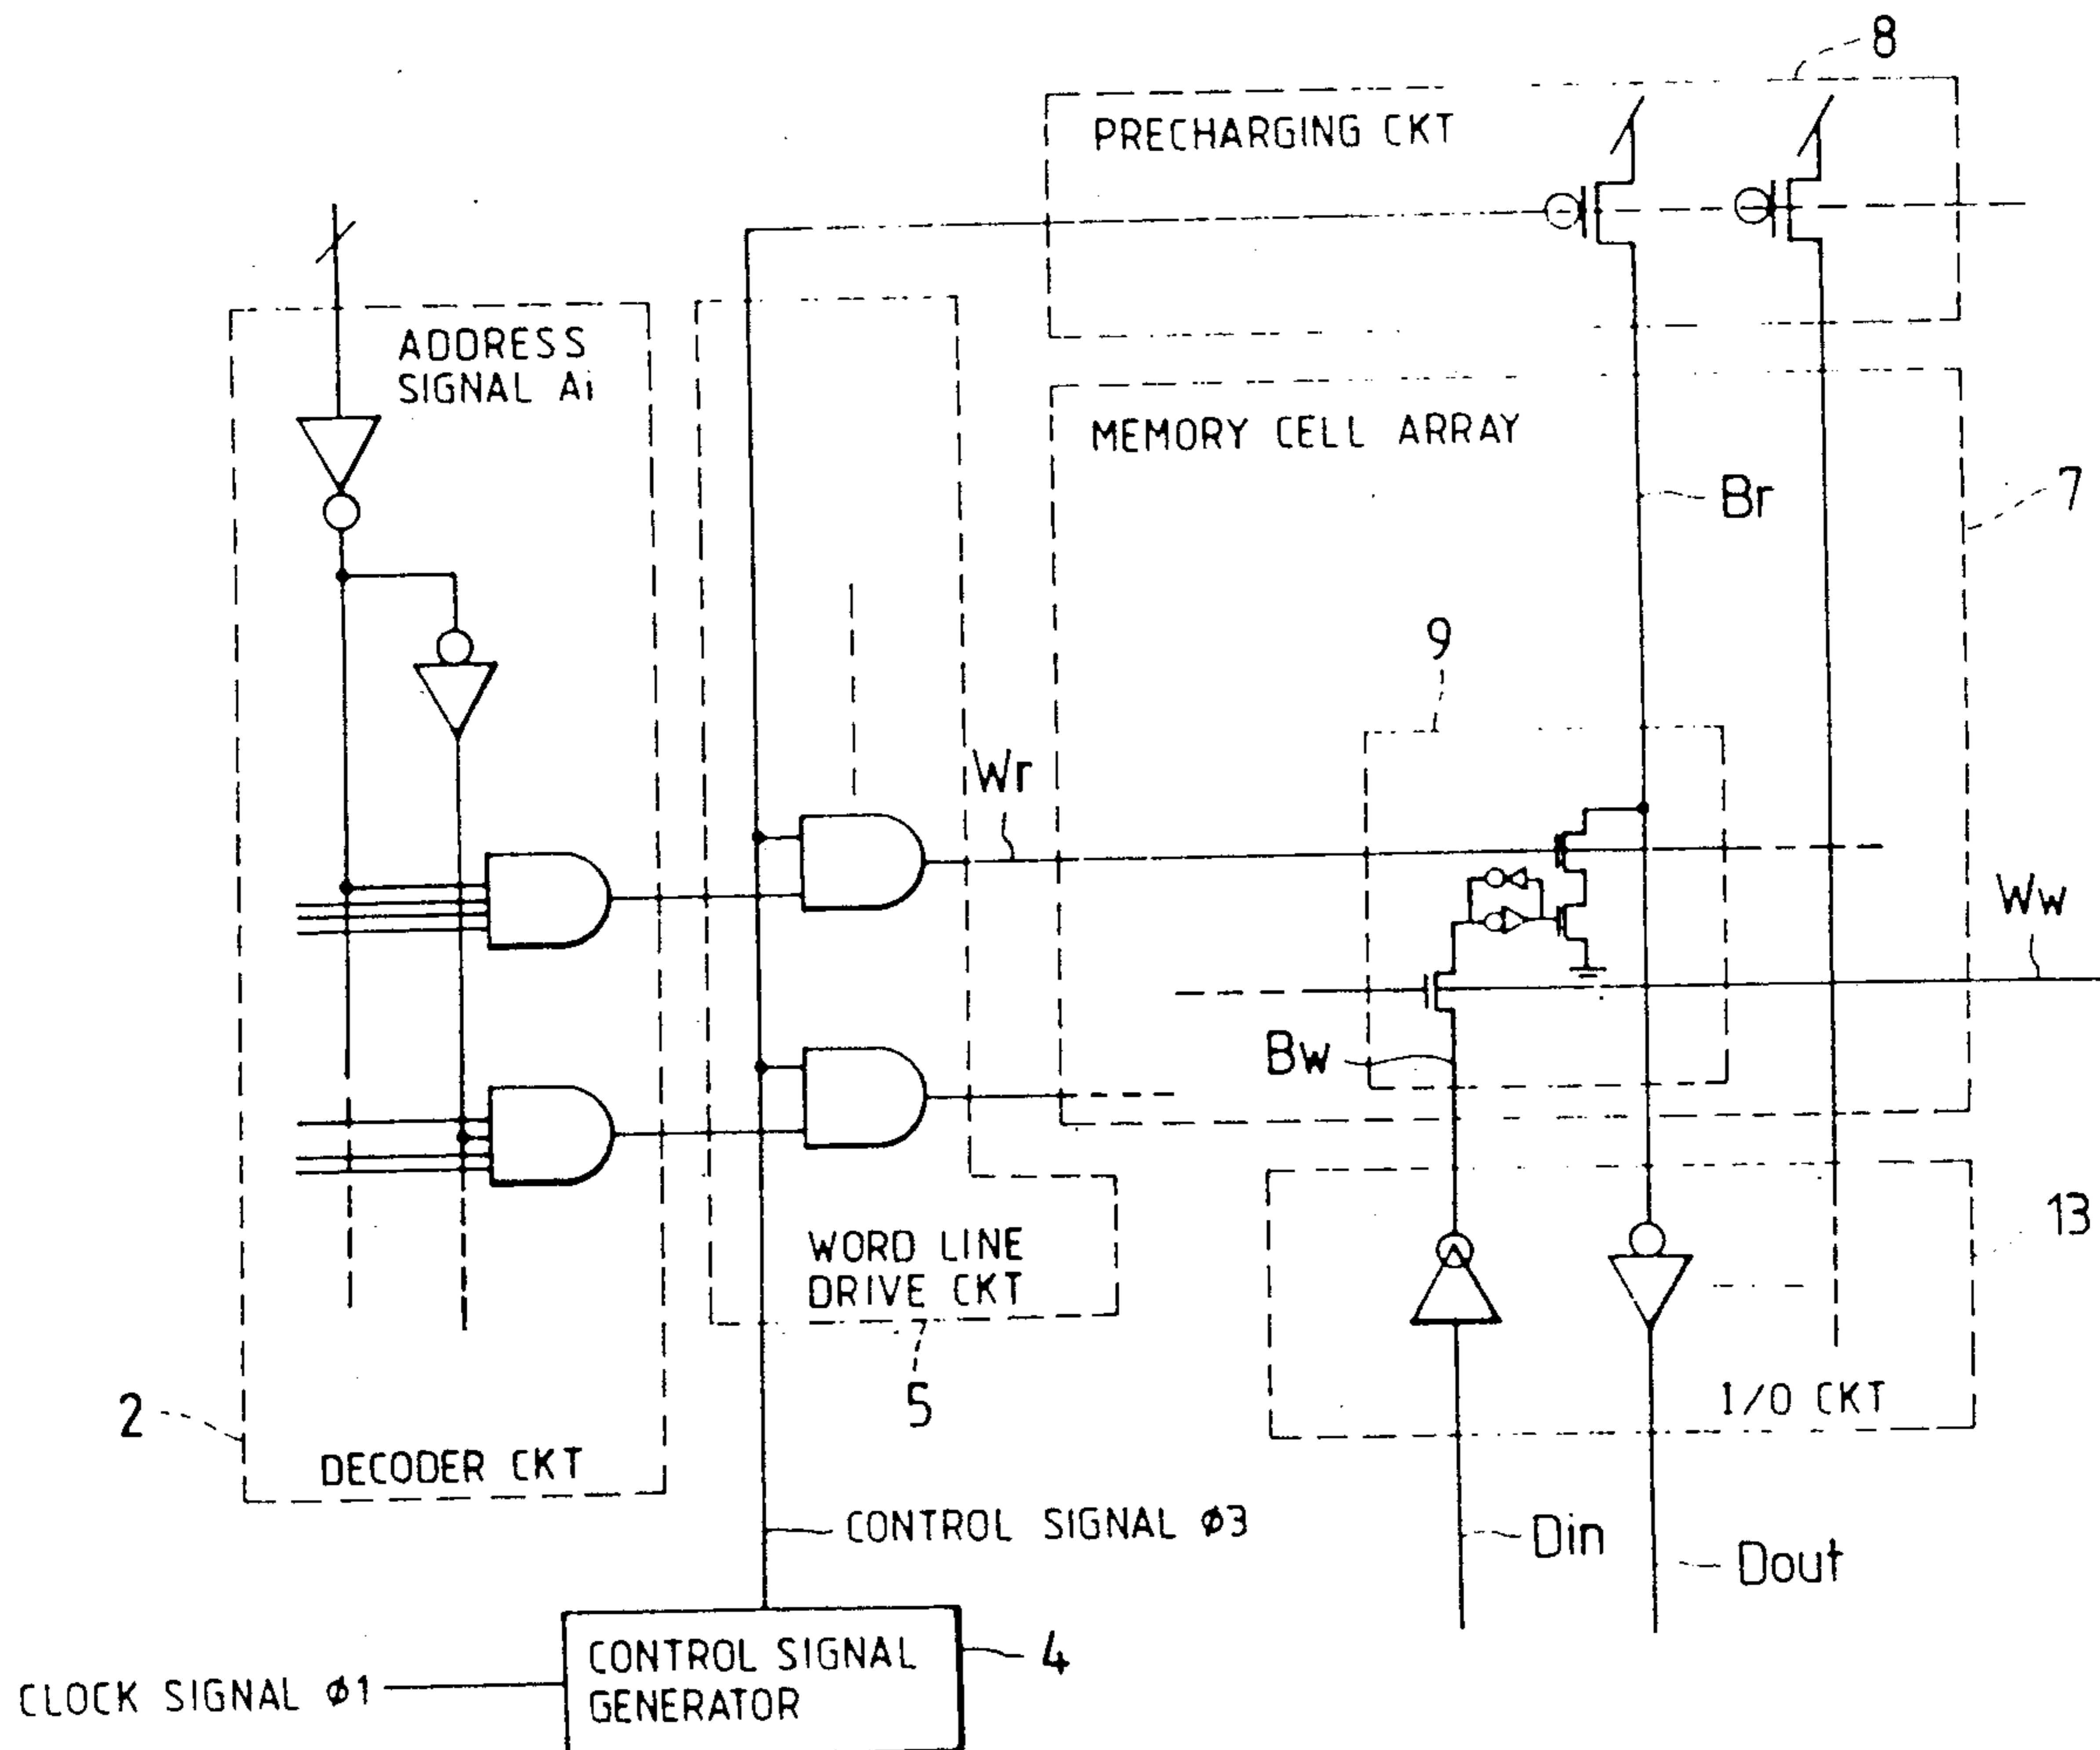 8
PRECHARGING CKT
ADDRESS
SIGNAL Ai
MEMORY CELL ARRAY
Br
7
9
Wr
Ww
Bw
13
WORD LINE
DRIVE CKT
5
I/O CKT
2
DECODER CKT
CONTROL SIGNAL ø3
Din
Dout
CONTROL SIGNAL
GENERATOR
4
CLOCK SIGNAL ø1